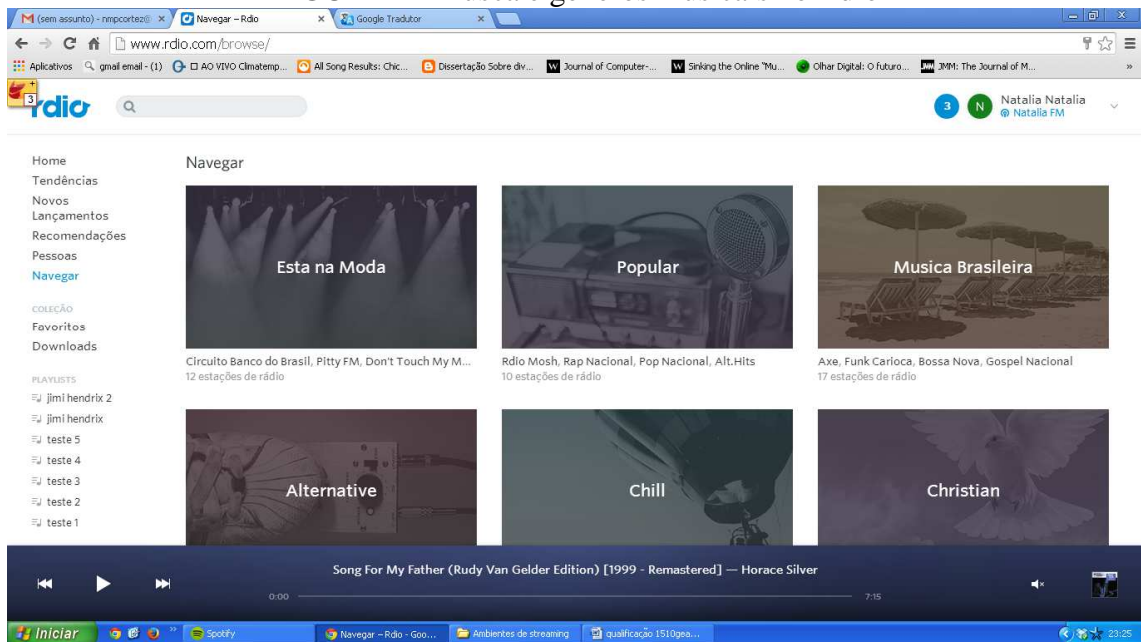 (sem assunto) - nmpcortez@
Navegar – Rdio
Google Tradutor
www.rdio.com/browse/
Aplicativos
gmail email - (1)
AO VIVO Climatemp...
All Song Results: Chic...
Dissertação Sobre div...
Journal of Computer-...
Sinking the Online "Mu...
Olhar Digital: O futuro...
JMM: The Journal of M...
»
3
rdio
3
N
Natalia Natalia
Natalia FM
Home
Tendências
Novos
Lançamentos
Recomendações
Pessoas
Navegar
COLEÇÃO
Favoritos
Downloads
PLAYLISTS
jimi hendrix 2
jimi hendrix
teste 5
teste 4
teste 3
teste 2
teste 1
Navegar
Esta na Moda
Circuito Banco do Brasil, Pitty FM, Don't Touch My M...
12 estações de rádio
Popular
Rdio Mosh, Rap Nacional, Pop Nacional, Alt.Hits
10 estações de rádio
Musica Brasileira
Axe, Funk Carioca, Bossa Nova, Gospel Nacional
17 estações de rádio
Alternative
Chill
Christian
Song For My Father (Rudy Van Gelder Edition) [1999 - Remastered] — Horace Silver
0:00
7:15
Iniciar
»
Spotify
Navegar – Rdio - Goo...
Ambientes de streaming
qualificação 1510gea...
23:25